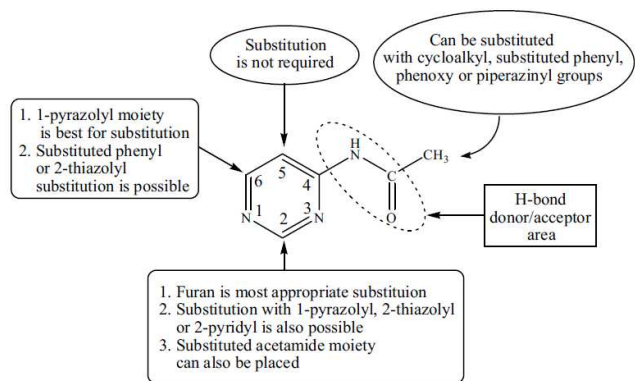 Substitution
is not required
Can be substituted
with cycloalkyl, substituted phenyl,
phenoxy or piperazinyl groups
1. 1-pyrazolyl moiety
is best for substitution
2. Substituted phenyl
or 2-thiazolyl
substitution is possible
H
N
CH3
C
O
6
5
4
N
1
2
3
N
H-bond
donor/acceptor
area
1. Furan is most appropriate substituion
2. Substitution with 1-pyrazolyl, 2-thiazolyl
or 2-pyridyl is also possible
3. Substituted acetamide moiety
can also be placed